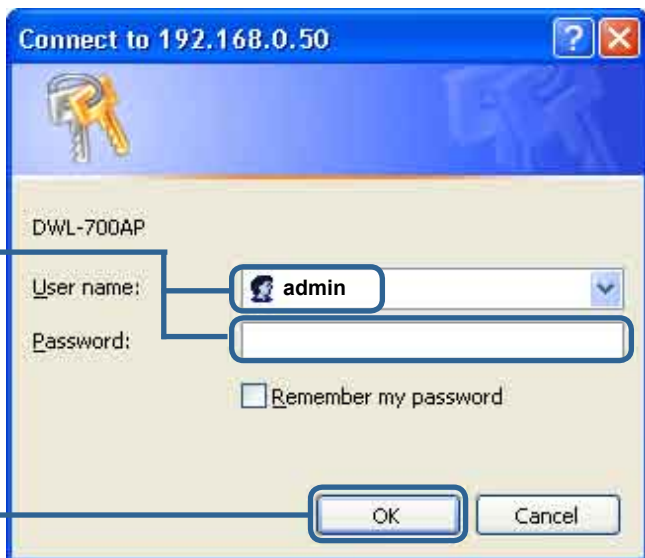 Connect to 192.168.0.50
DWL-700AP
User name:
admin
Password:
Remember my password
OK
Cancel